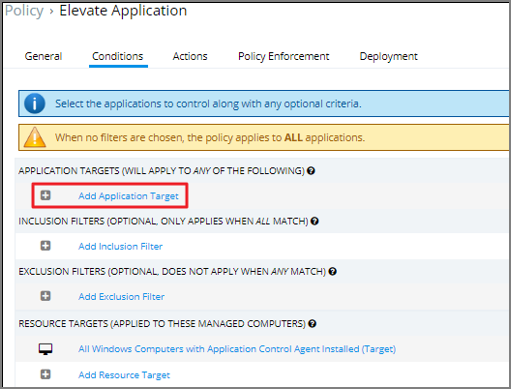 Policy › Elevate Application
General Conditions Actions Policy Enforcement Deployment
Select the applications to control along with any optional criteria.
When no filters are chosen, the policy applies to ALL applications.
APPLICATION TARGETS (WILL APPLY TO ANY OF THE FOLLOWING)
Add Application Target
INCLUSION FILTERS (OPTIONAL, ONLY APPLIES WHEN ALL MATCH)
Add Inclusion Filter
EXCLUSION FILTERS (OPTIONAL, DOES NOT APPLY WHEN ANY MATCH)
Add Exclusion Filter
RESOURCE TARGETS (APPLIED TO THESE MANAGED COMPUTERS)
All Windows Computers with Application Control Agent Installed (Target)
Add Resource Target